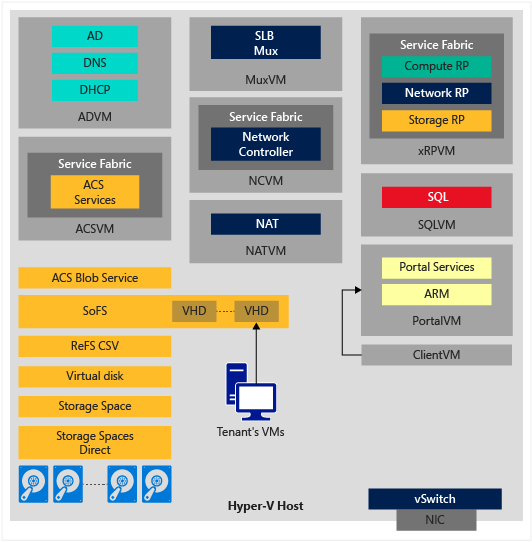 AD
DNS
DHCP
ADVM
Service Fabric
ACS
Services
ACSVM
SLB
Mux
MuxVM
Service Fabric
Network
Controller
NCVM
NAT
NATVM
Service Fabric
Compute RP
Network RP
Storage RP
xRPVM
SQL
SQLVM
Portal Services
ARM
PortalVM
ClientVM
ACS Blob Service
SoFS
VHD
VHD
ReFS CSV
Virtual disk
Storage Space
Storage Spaces
Direct
Tenant's VMs
Hyper-V Host
vSwitch
NIC